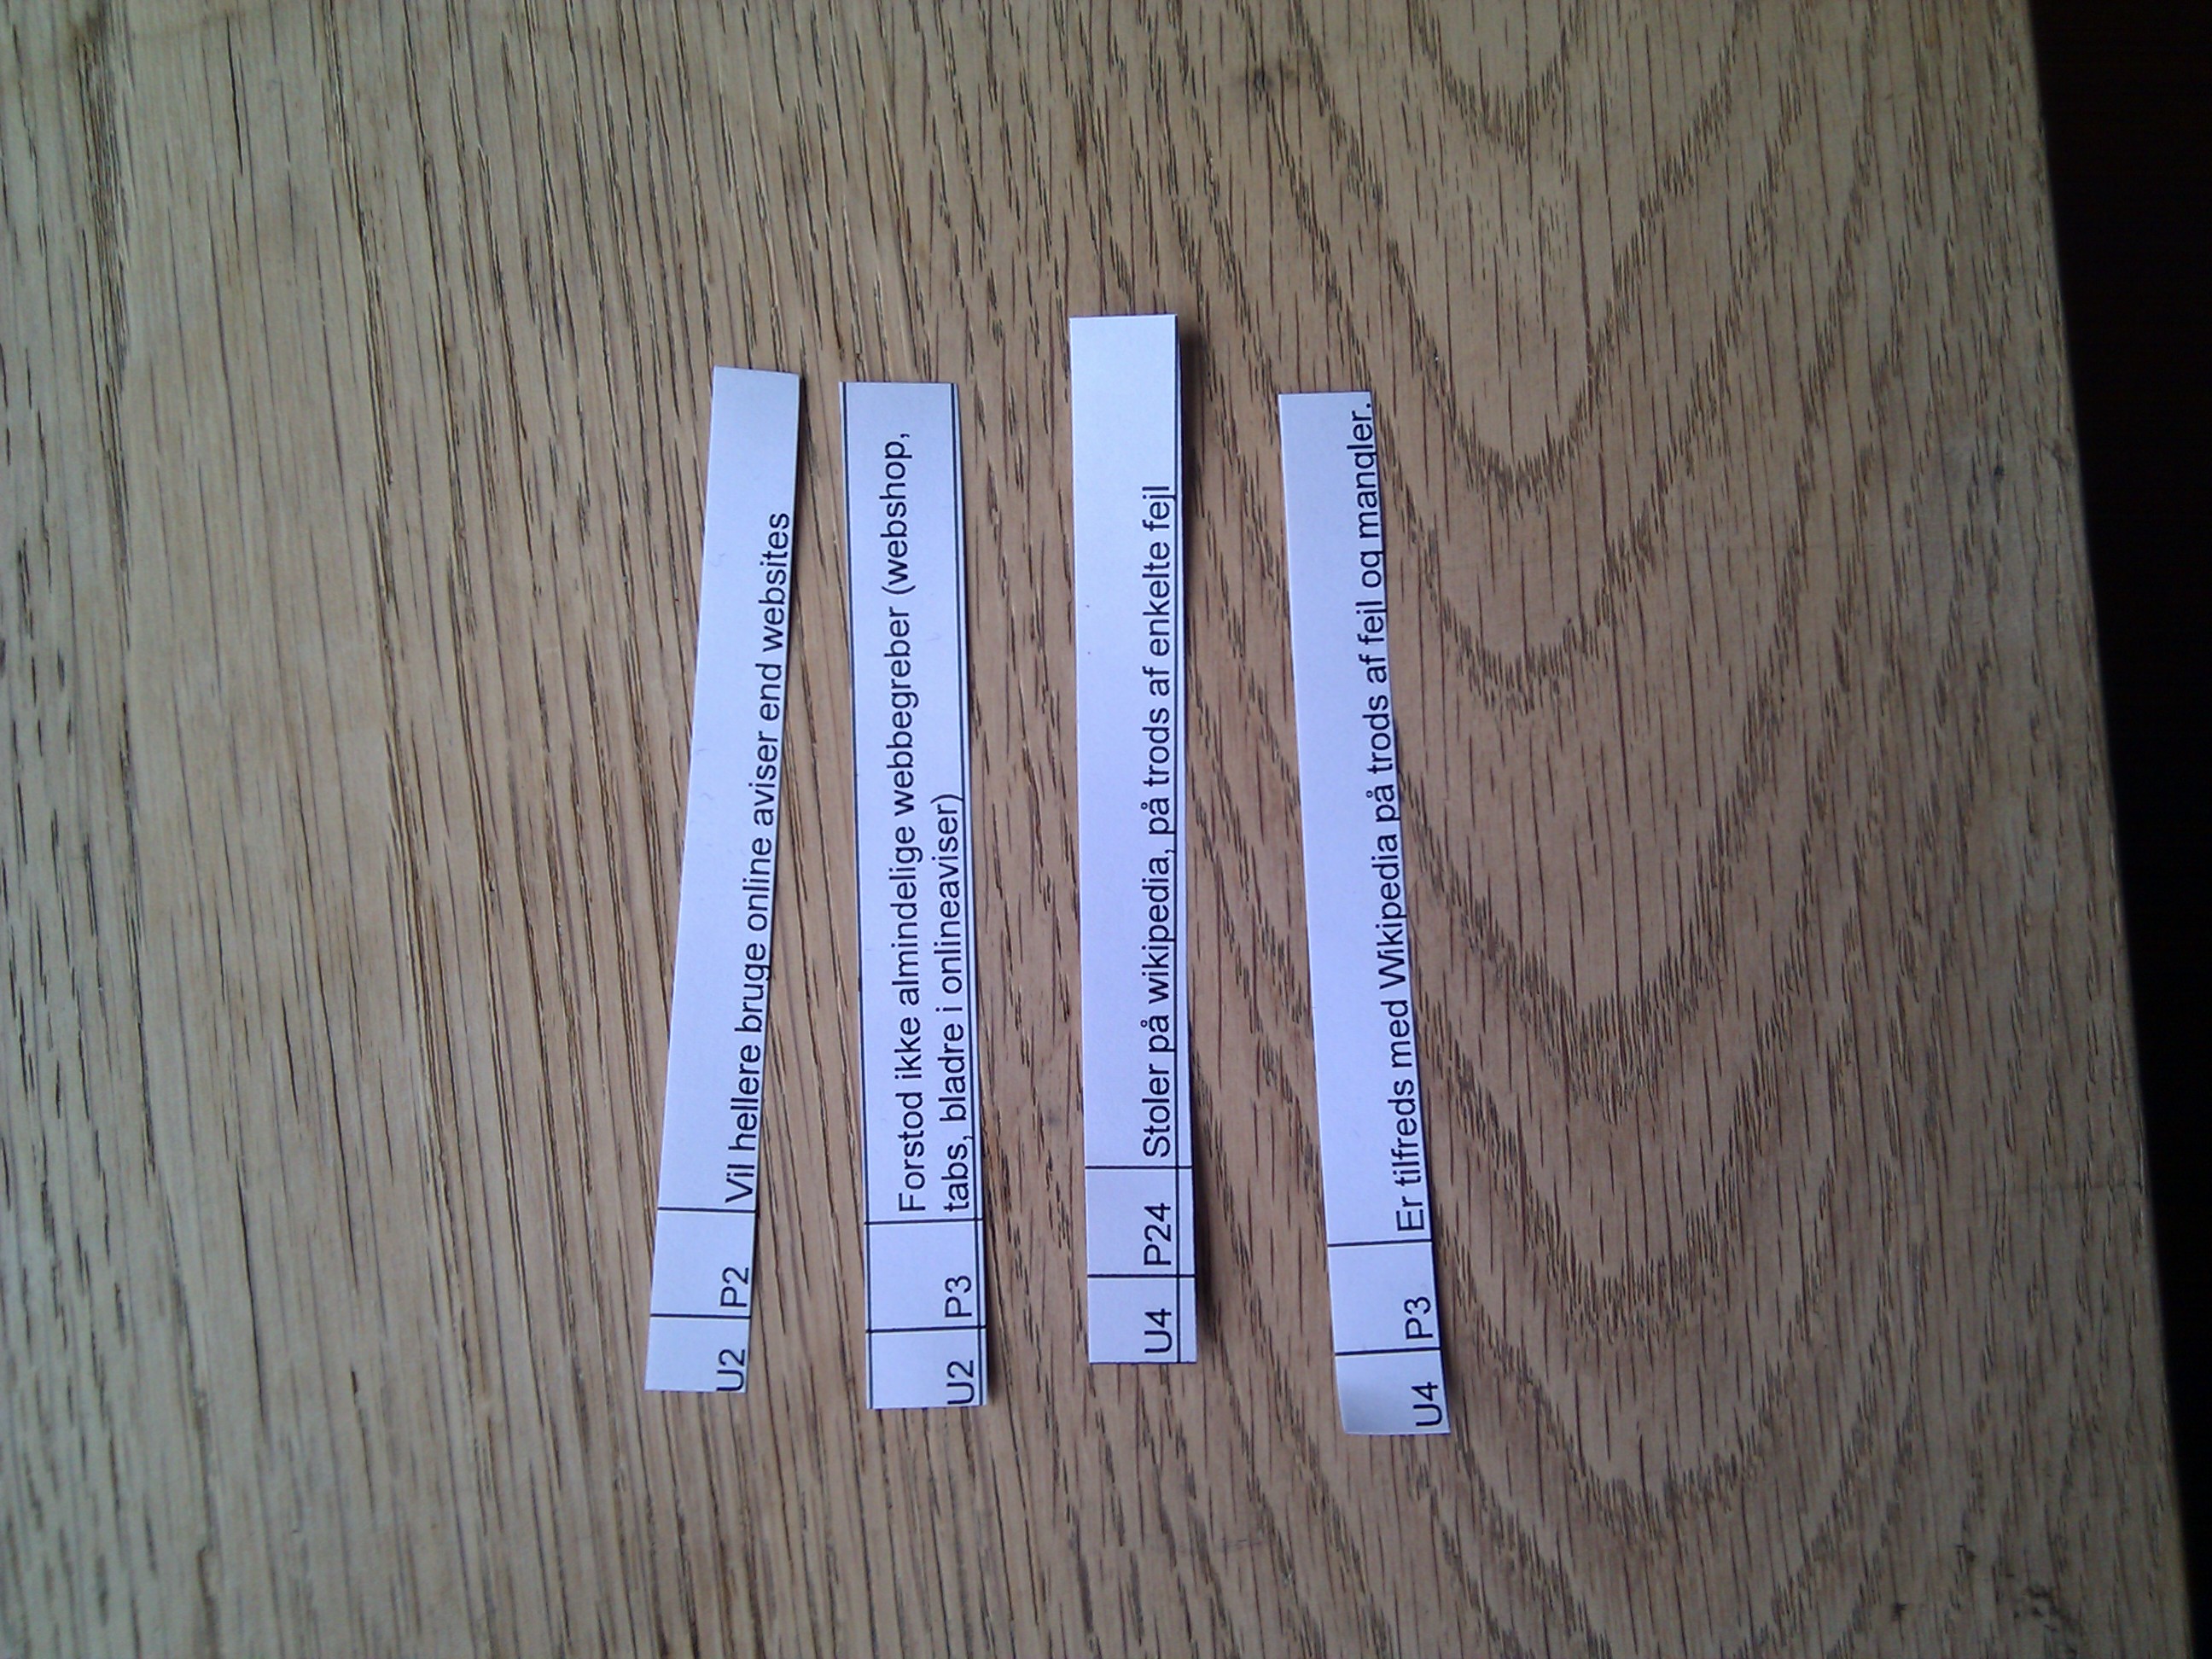 U2 P2 Vil hellere bruge online aviser end websites
U2 P3 Forstod ikke almindelige webbegreber (webshop,
tabs, bladre i onlineaviser)
U4 P24 Stoler på wikipedia, på trods af enkelte fejl
U4 P3 Er tilfreds med Wikipedia på trods af fejl og mangler.